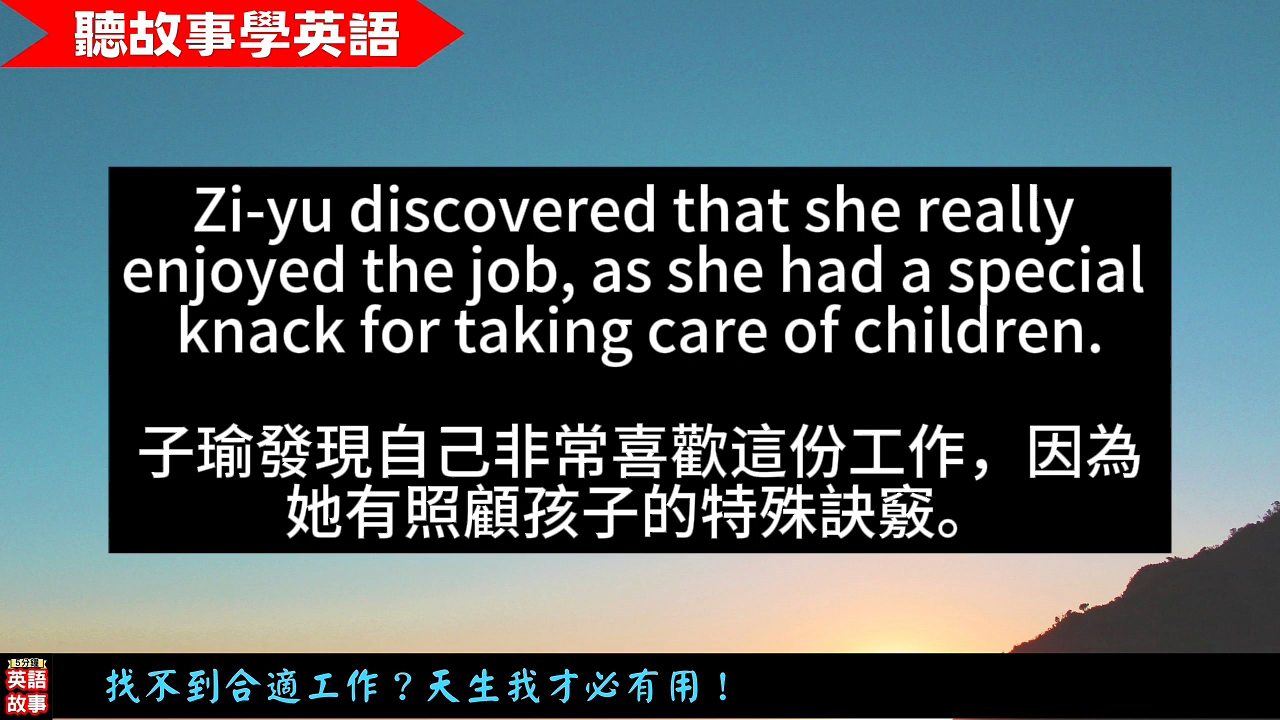 聽故事學英語
Zi-yu discovered that she really
enjoyed the job, as she had a special
knack for taking care of children.
子瑜發現自己非常喜歡這份工作，因為
她有照顧孩子的特殊訣竅。
5分鐘
英語
故事
找不到合適工作？天生我才必有用！